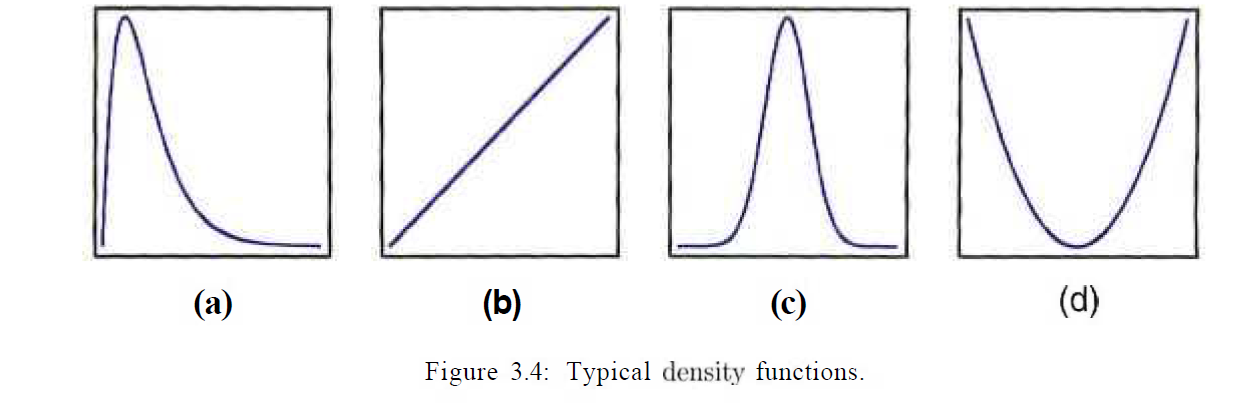 (a) (b) (c) (d)
Figure 3.4: Typical density functions.